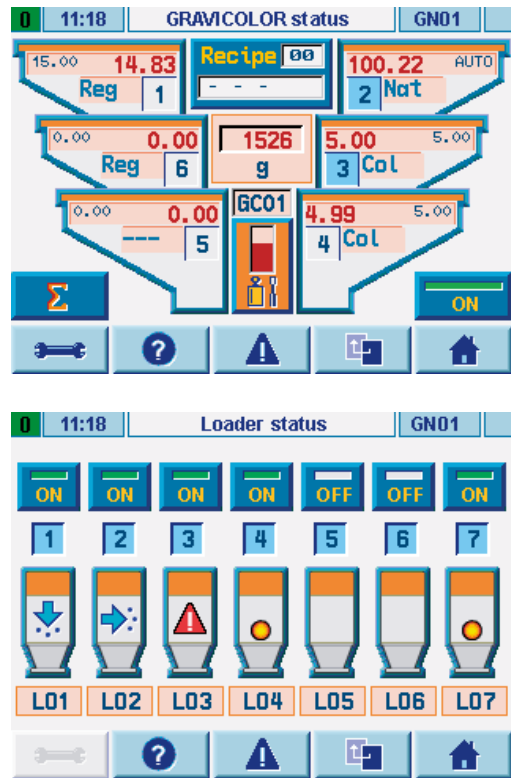 0 11:18 GRAVICOLOR status GN01
15.00 14.83 Recipe 00 100.22 AUTO
Reg 1 - - - 2 Nat
0.00 0.00 1526 5.00 5.00
Reg 6 g 3 Col
0.00 0.00 GC01 4.99 5.00
--- 5 4 Col
Σ ON
?
0 11:18 Loader status GN01
ON ON ON ON OFF OFF ON
1 2 3 4 5 6 7
L01 L02 L03 L04 L05 L06 L07
?